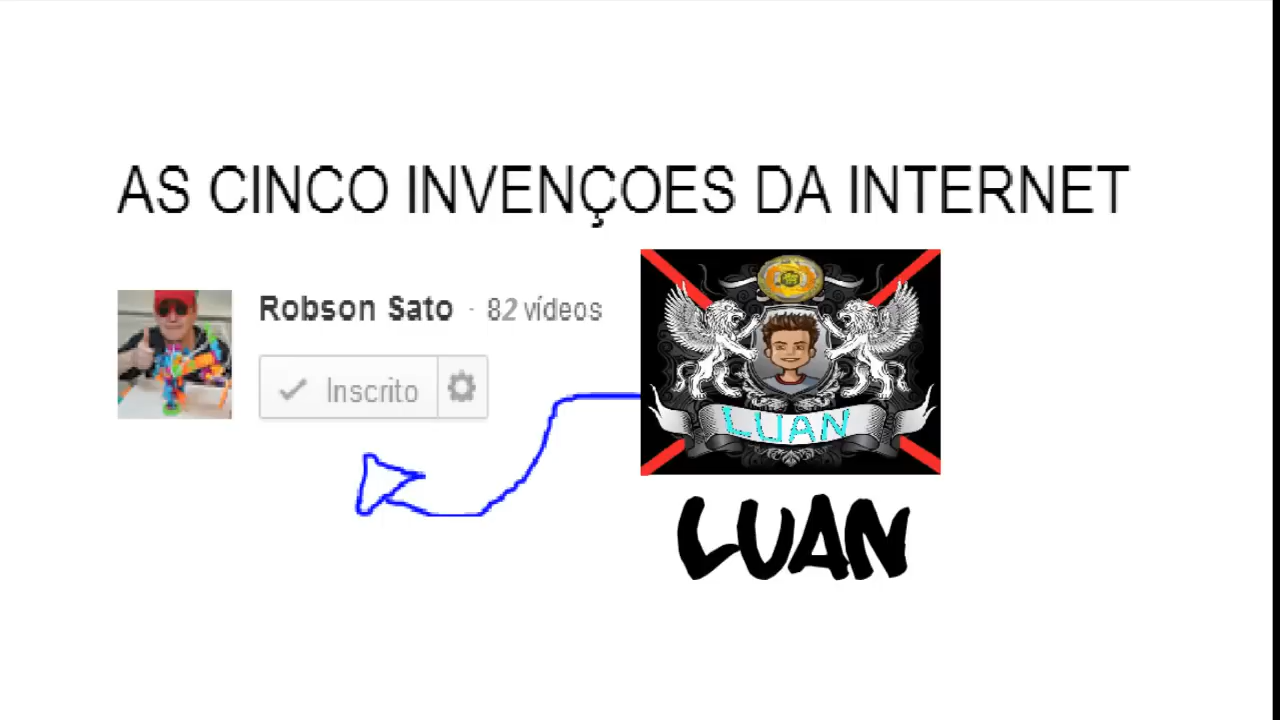 AS CINCO INVENÇOES DA INTERNET
Robson Sato · 82 vídeos
Inscrito
LUAN
LUAN